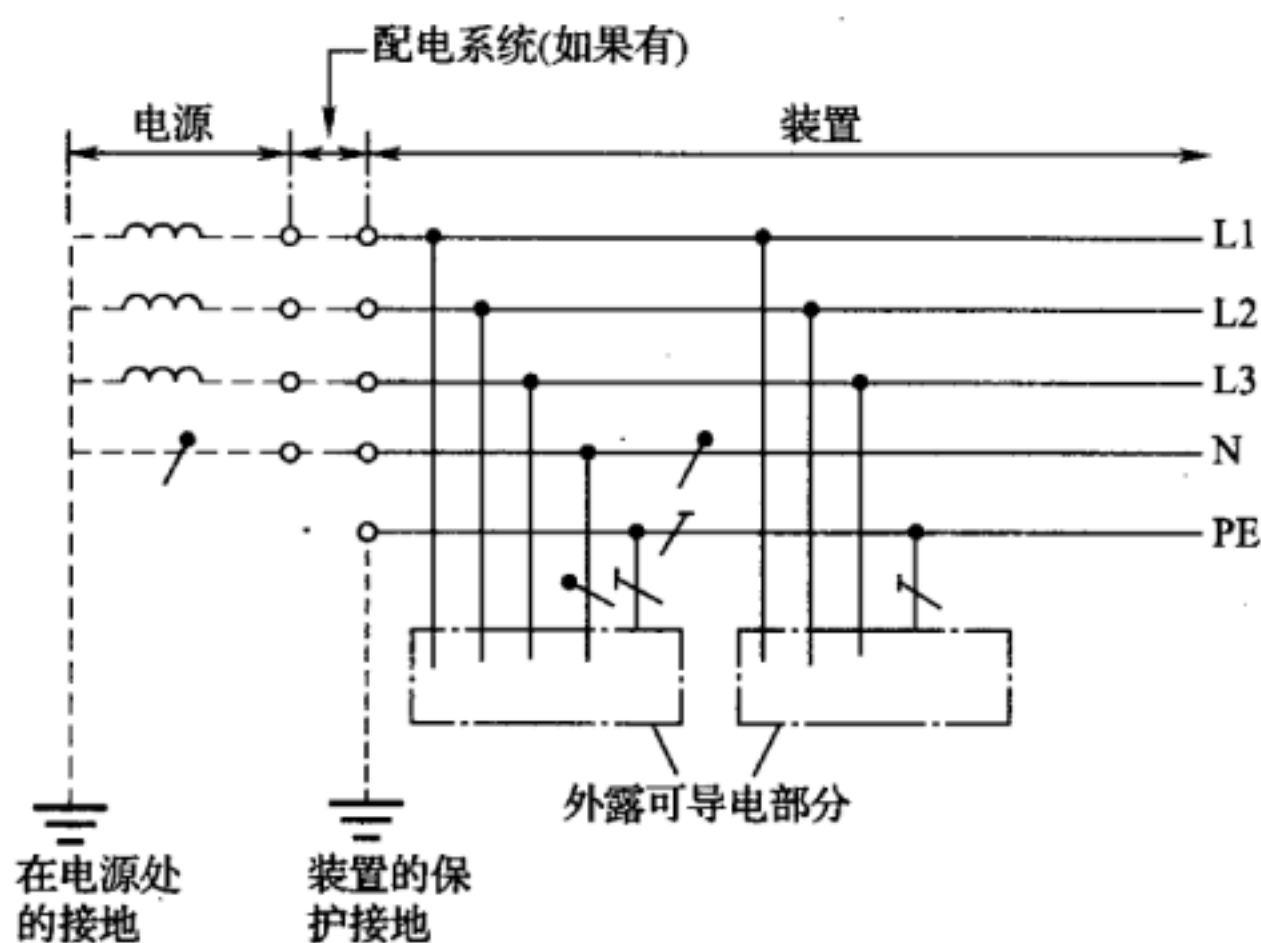 配电系统(如果有)
电源
装置
L1
L2
L3
N
PE
外露可导电部分
在电源处
的接地
装置的保
护接地